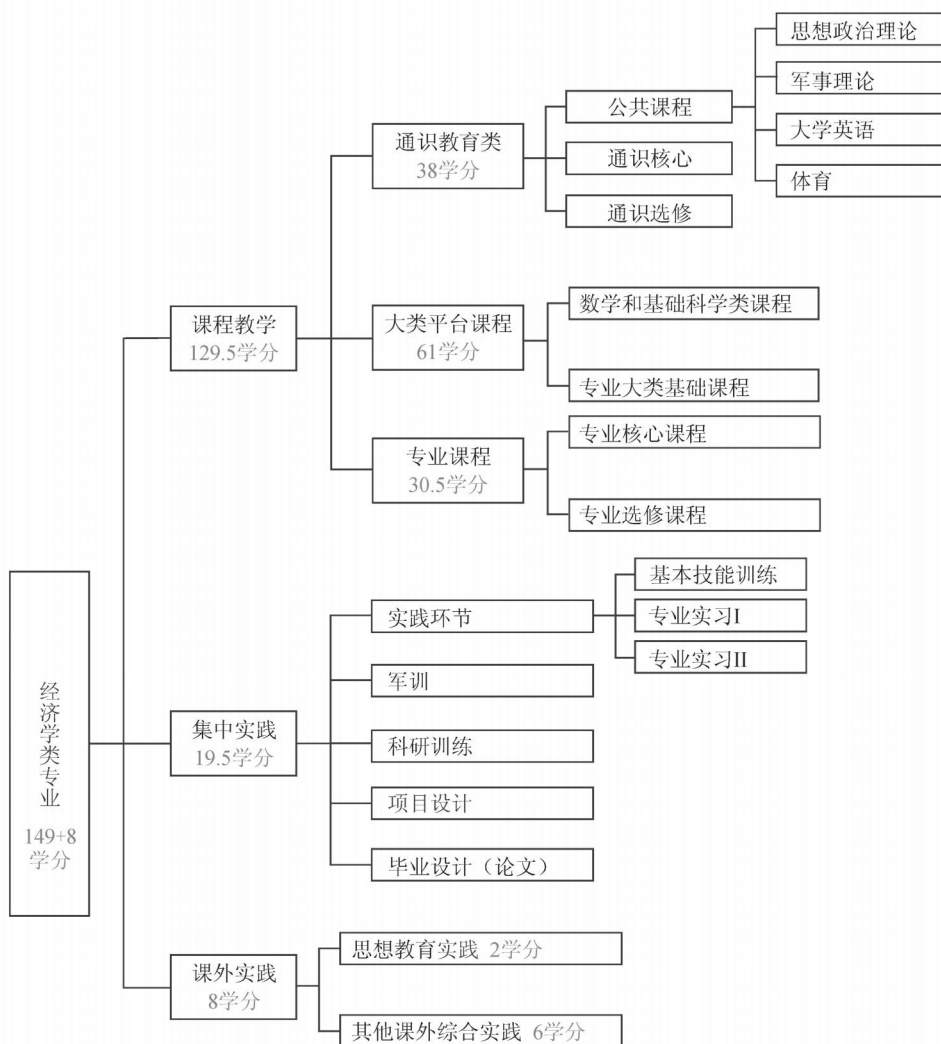 经济学类专业
149+8
学分
课程教学
129.5学分
通识教育类
38学分
公共课程
思想政治理论
军事理论
大学英语
体育
通识核心
通识选修
大类平台课程
61学分
数学和基础科学类课程
专业大类基础课程
专业课程
30.5学分
专业核心课程
专业选修课程
集中实践
19.5学分
实践环节
基本技能训练
专业实习I
专业实习II
军训
科研训练
项目设计
毕业设计（论文）
课外实践
8学分
思想教育实践 2学分
其他课外综合实践 6学分